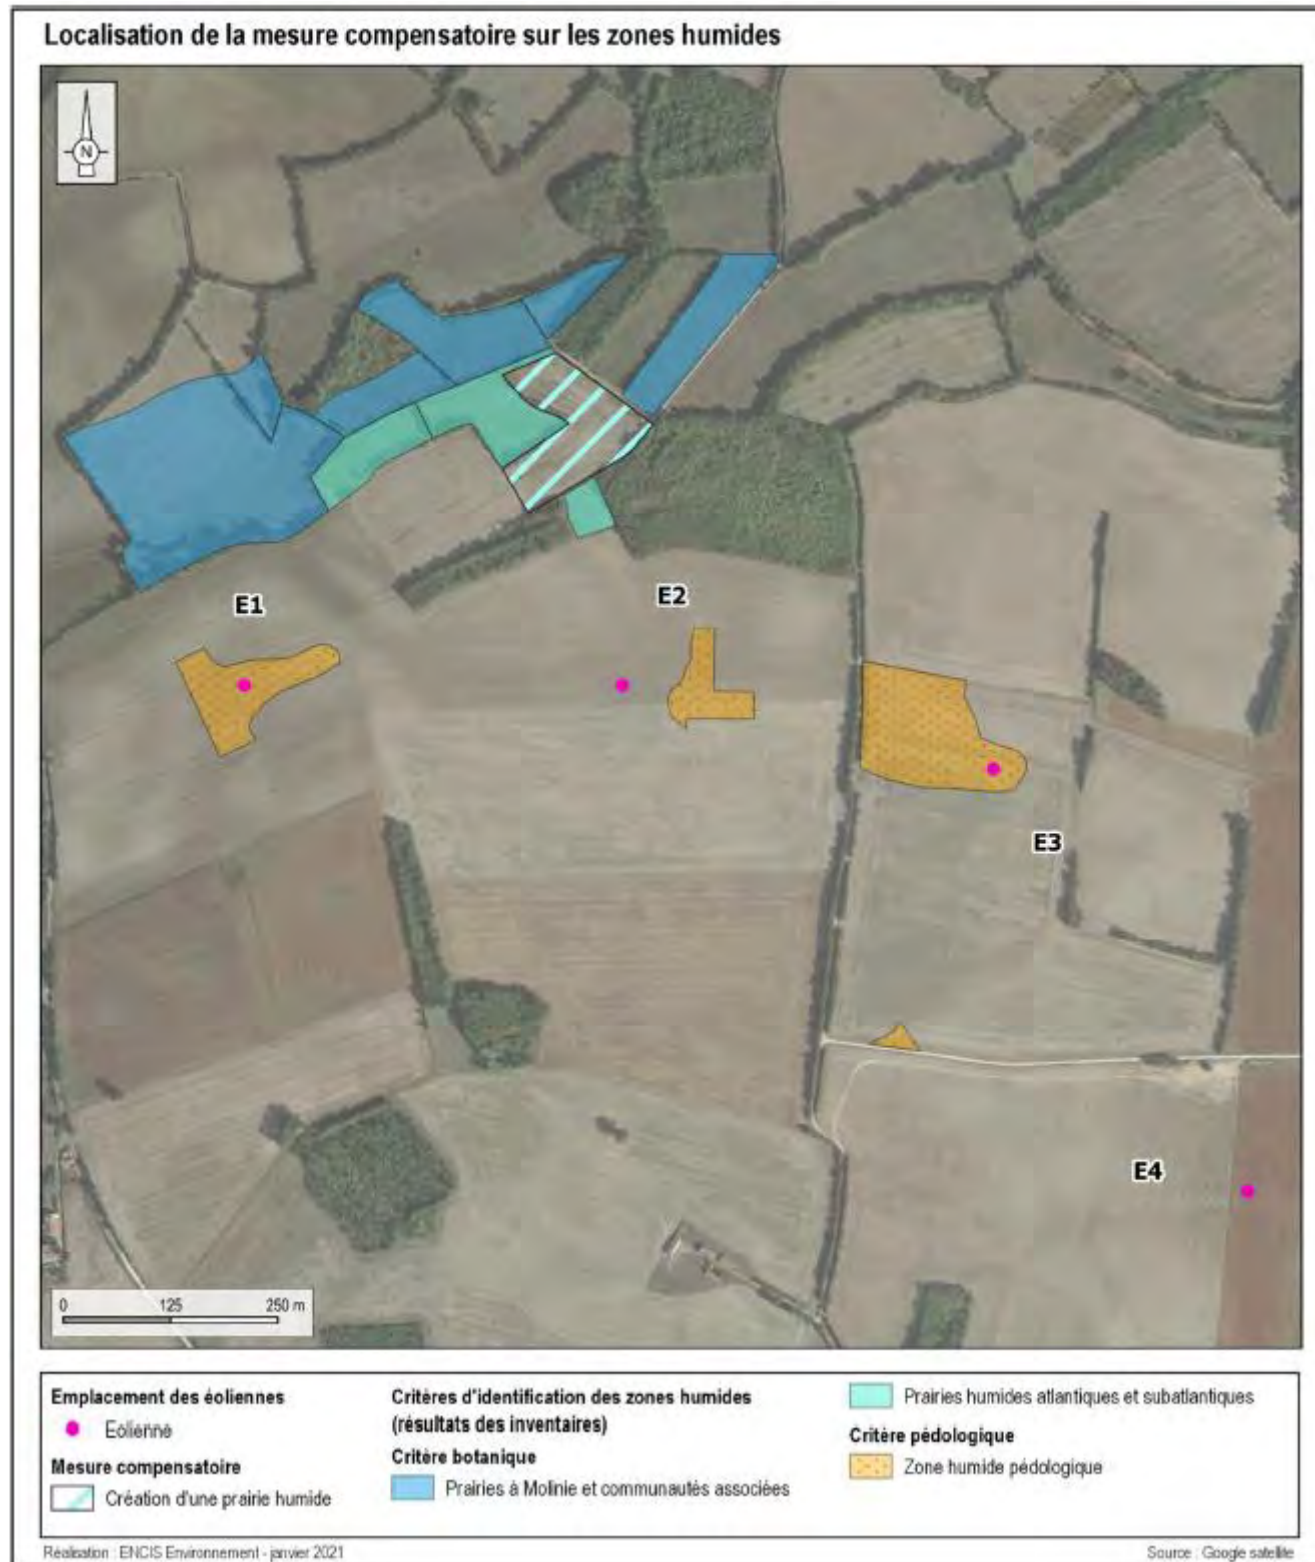 Localisation de la mesure compensatoire sur les zones humides
N
E1
E2
E3
E4
0 125 250 m
Emplacement des éoliennes
Eolienne
Mesure compensatoire
Création d'une prairie humide
Critères d'identification des zones humides
(résultats des inventaires)
Critère botanique
Prairies à Molinie et communautés associées
Prairies humides atlantiques et subatlantiques
Critère pédologique
Zone humide pédologique
Réalisation : ENCIS Environnement - janvier 2021
Source : Google satellite